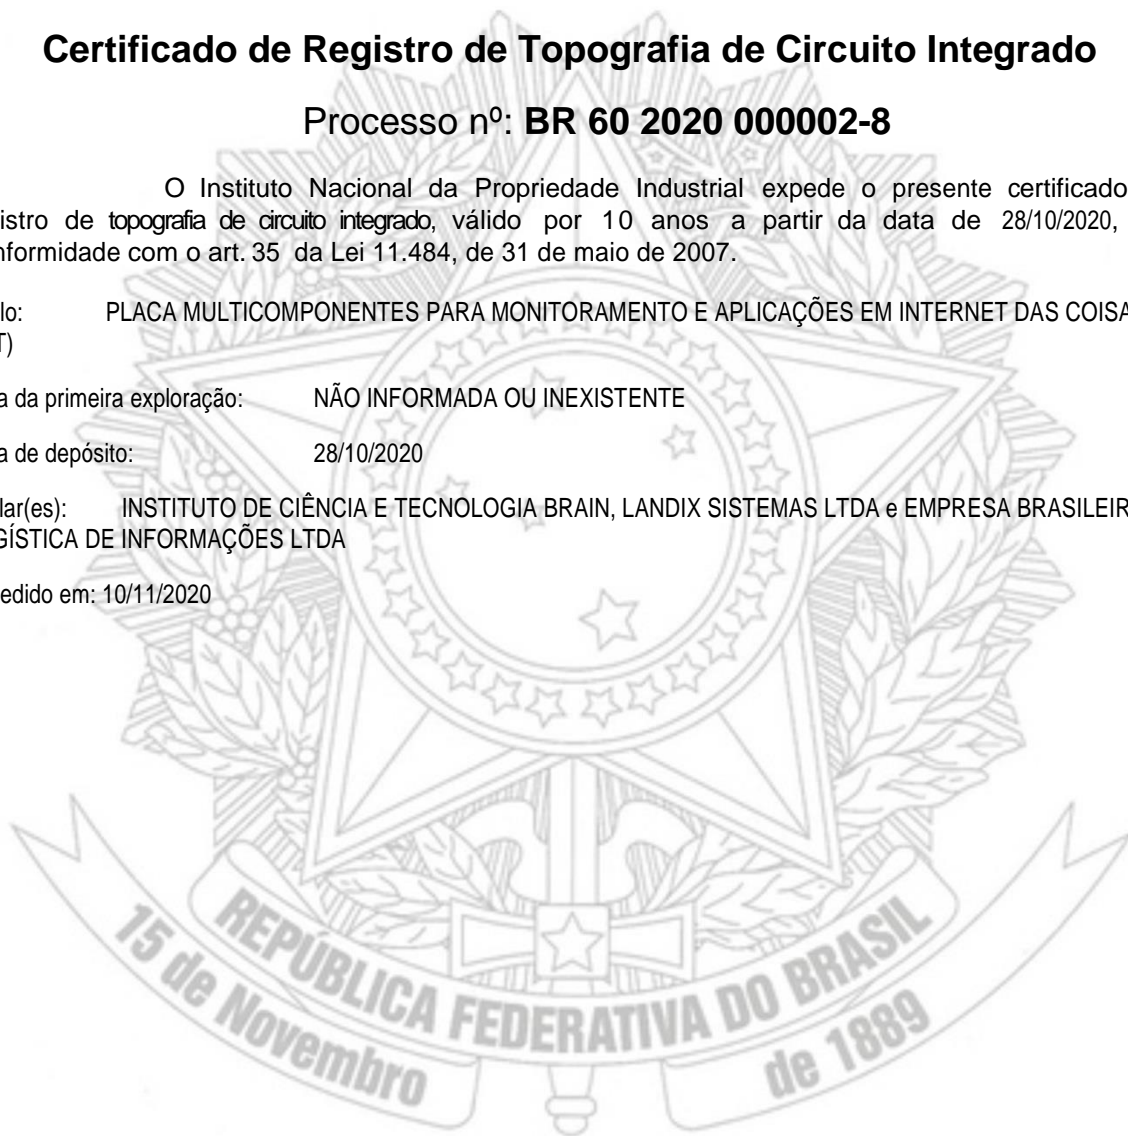 Certificado de Registro de Topografia de Circuito Integrado
Processo nº: BR 60 2020 000002-8
O Instituto Nacional da Propriedade Industrial expede o presente certificado
istro de topografia de circuito integrado, válido por 10 anos a partir da data de 28/10/2020,
nformidade com o art. 35 da Lei 11.484, de 31 de maio de 2007.
lo: PLACA MULTICOMPONENTES PARA MONITORAMENTO E APLICAÇÕES EM INTERNET DAS COISA
T)
a da primeira exploração: NÃO INFORMADA OU INEXISTENTE
a de depósito: 28/10/2020
lar(es): INSTITUTO DE CIÊNCIA E TECNOLOGIA BRAIN, LANDIX SISTEMAS LTDA e EMPRESA BRASILEIR
GÍSTICA DE INFORMAÇÕES LTDA
edido em: 10/11/2020
REPÚBLICA FEDERATIVA DO BRASIL
15 de Novembro de 1889